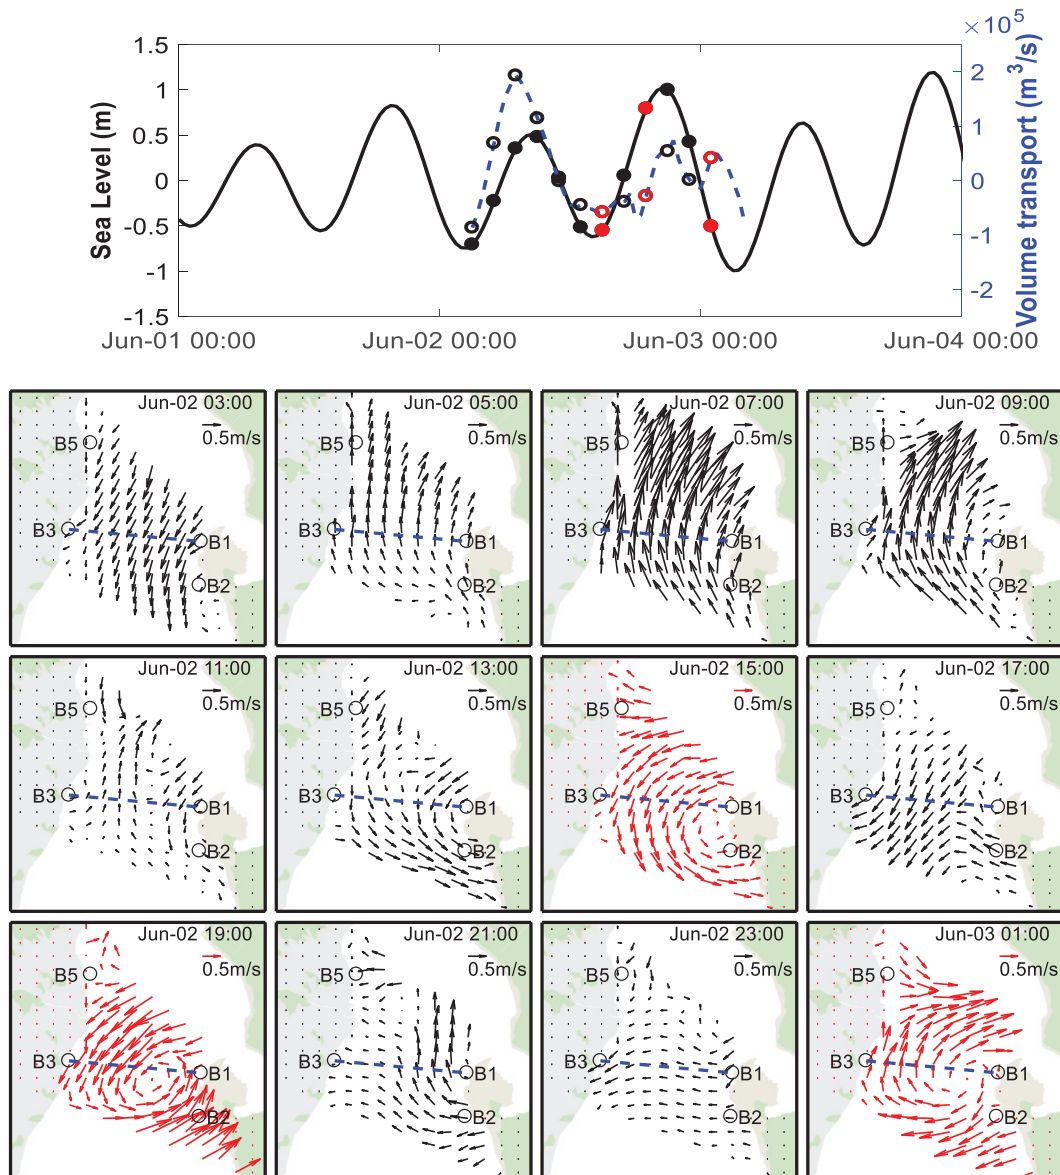 ×10^5
1.5
1
0.5
0
-0.5
-1
-1.5
Sea Level (m)
2
1
0
-1
-2
Volume transport (m^3/s)
Jun-01 00:00 Jun-02 00:00 Jun-03 00:00 Jun-04 00:00
Jun-02 03:00
0.5m/s
B5
B3
B1
B2
Jun-02 05:00
0.5m/s
B5
B3
B1
B2
Jun-02 07:00
0.5m/s
B5
B3
B1
B2
Jun-02 09:00
0.5m/s
B5
B3
B1
B2
Jun-02 11:00
0.5m/s
B5
B3
B1
B2
Jun-02 13:00
0.5m/s
B5
B3
B1
B2
Jun-02 15:00
0.5m/s
B5
B3
B1
B2
Jun-02 17:00
0.5m/s
B5
B3
B1
B2
Jun-02 19:00
0.5m/s
B5
B3
B1
B2
Jun-02 21:00
0.5m/s
B5
B3
B1
B2
Jun-02 23:00
0.5m/s
B5
B3
B1
B2
Jun-03 01:00
0.5m/s
B5
B3
B1
B2